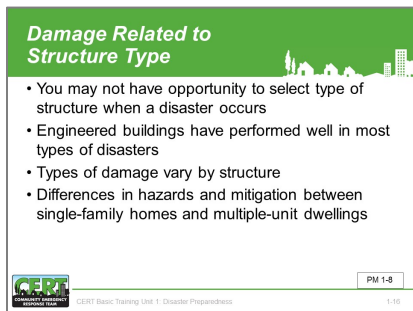 Damage Related to
Structure Type
• You may not have opportunity to select type of
structure when a disaster occurs
• Engineered buildings have performed well in most
types of disasters
• Types of damage vary by structure
• Differences in hazards and mitigation between
single-family homes and multiple-unit dwellings
PM 1-8
CERT
COMMUNITY EMERGENCY
RESPONSE TEAM
CERT Basic Training Unit 1: Disaster Preparedness
1-16